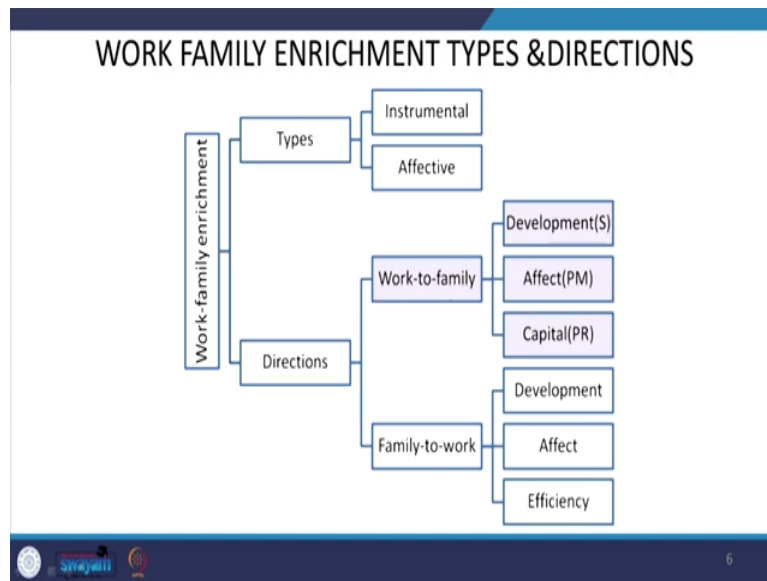 WORK FAMILY ENRICHMENT TYPES &DIRECTIONS
Work-family enrichment
Types
Instrumental
Affective
Directions
Work-to-family
Development(S)
Affect(PM)
Capital(PR)
Family-to-work
Development
Affect
Efficiency
swayam
6